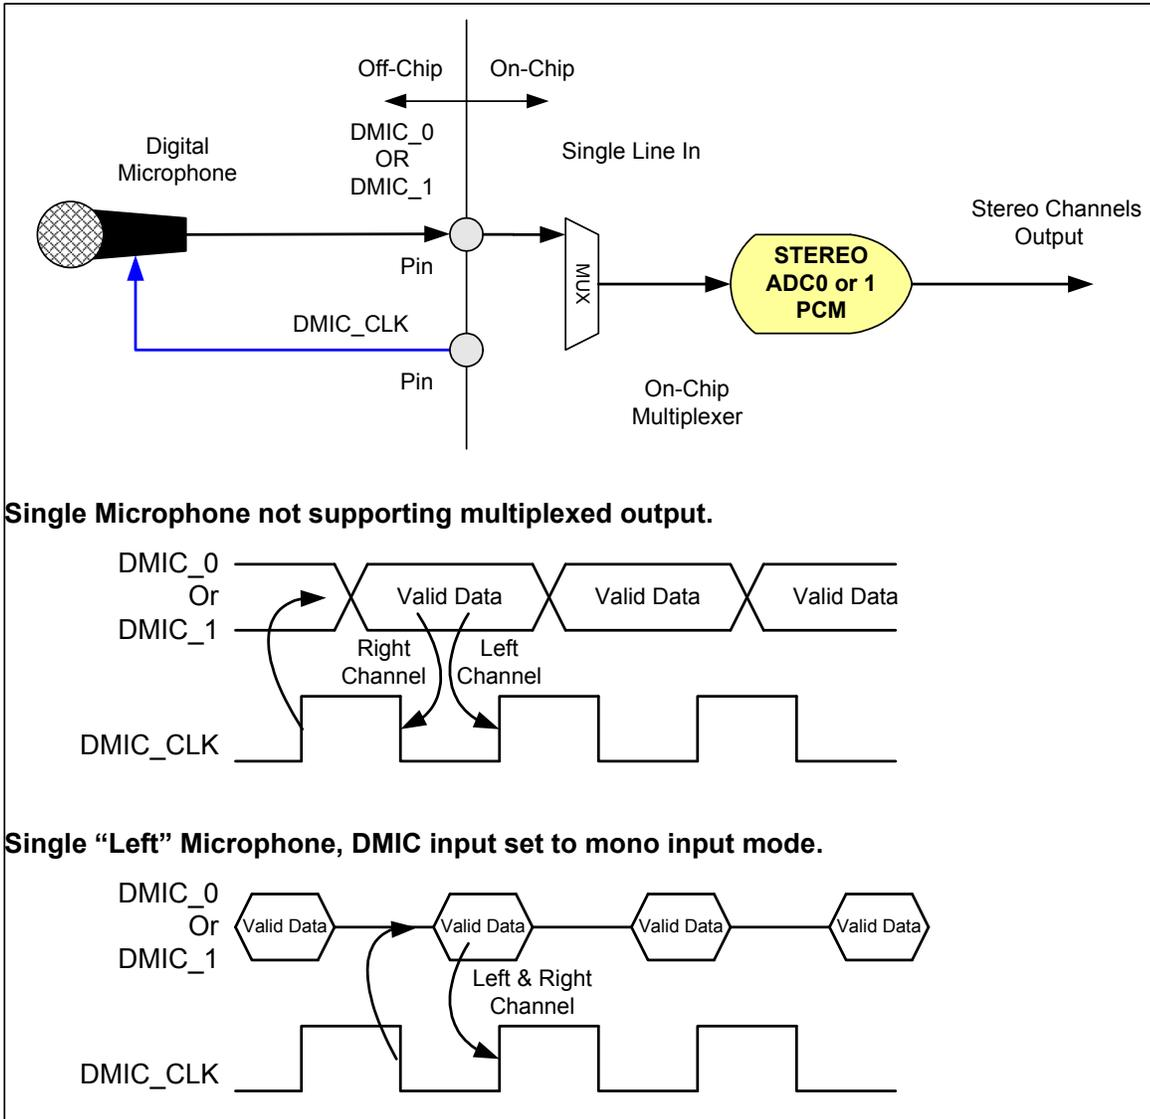 Off-Chip
On-Chip
DMIC_0
OR
DMIC_1
Single Line In
Digital
Microphone
Stereo Channels
Output
Pin
MUX
STEREO
ADC0 or 1
PCM
DMIC_CLK
Pin
On-Chip
Multiplexer
Single Microphone not supporting multiplexed output.
DMIC_0
Or
DMIC_1
Valid Data
Valid Data
Valid Data
Right
Channel
Left
Channel
DMIC_CLK
Single “Left” Microphone, DMIC input set to mono input mode.
DMIC_0
Or
DMIC_1
Valid Data
Valid Data
Valid Data
Valid Data
Left & Right
Channel
DMIC_CLK